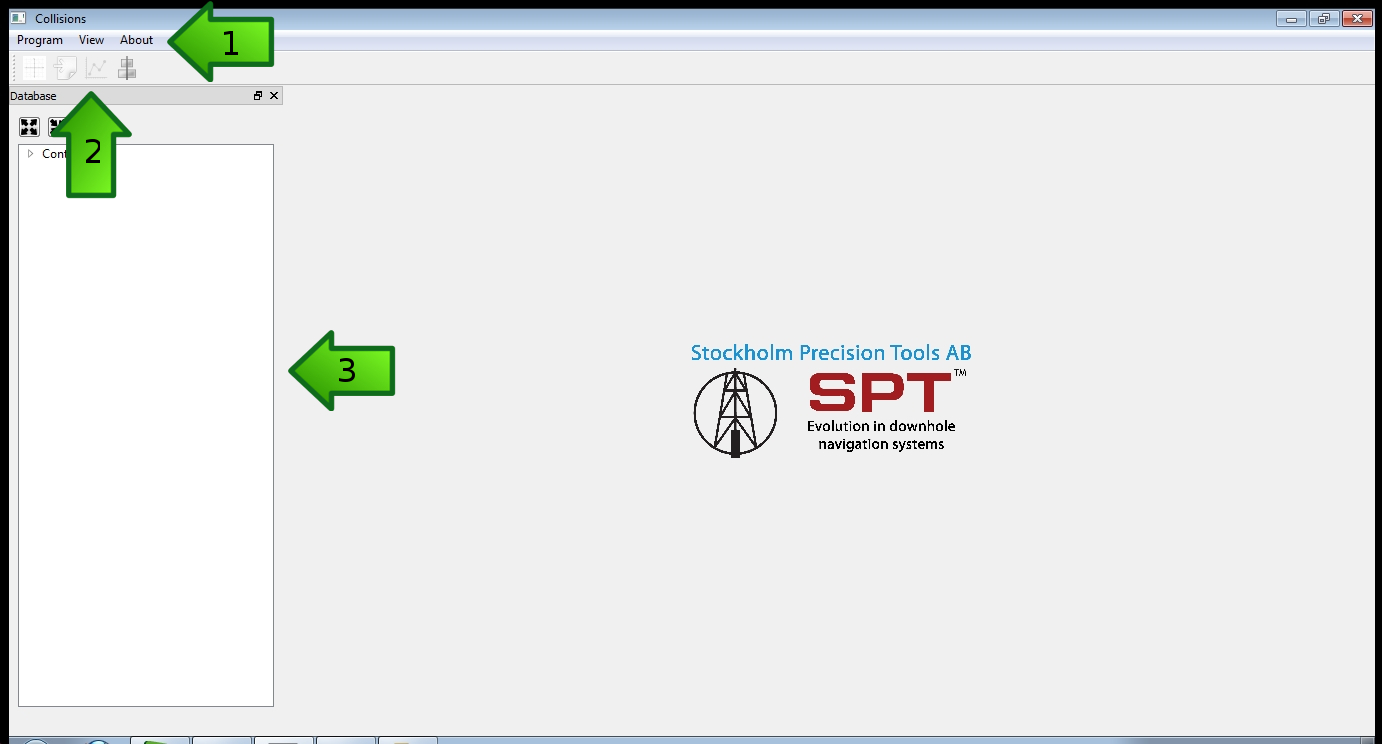 Collisions
Program View About
1
Database
2
Cont
3
Stockholm Precision Tools AB
SPT™
Evolution in downhole
navigation systems